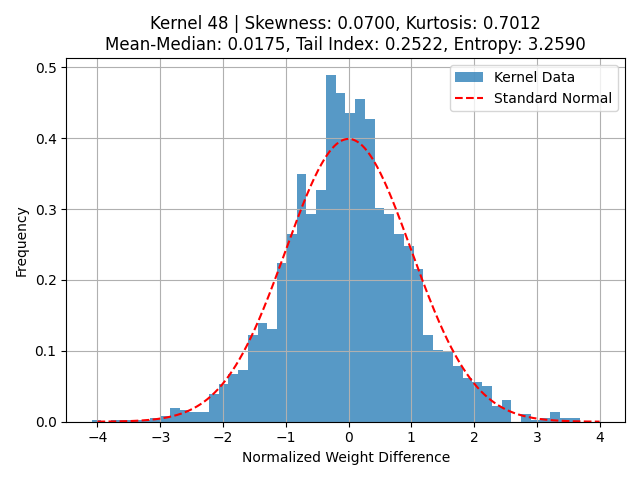 Kernel 48 | Skewness: 0.0700, Kurtosis: 0.7012
Mean-Median: 0.0175, Tail Index: 0.2522, Entropy: 3.2590
Kernel Data
Standard Normal
Frequency
0.5
0.4
0.3
0.2
0.1
0.0
−4 −3 −2 −1 0 1 2 3 4
Normalized Weight Difference